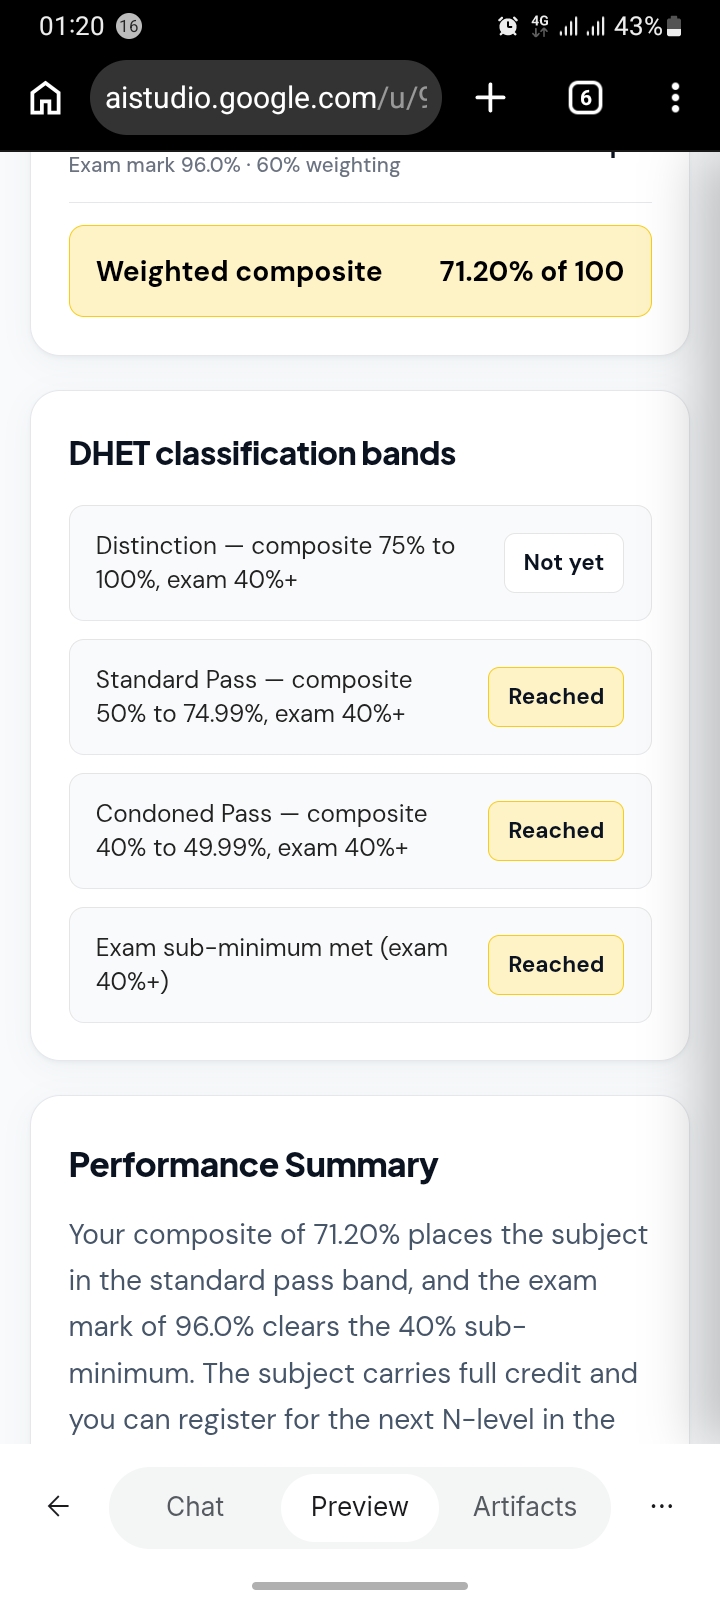 01:20 16 4G 43%
aistudio.google.com/u/ 6
Exam mark 96.0% · 60% weighting
Weighted composite 71.20% of 100
DHET classification bands
Distinction — composite 75% to
100%, exam 40%+
Not yet
Standard Pass — composite
50% to 74.99%, exam 40%+
Reached
Condoned Pass — composite
40% to 49.99%, exam 40%+
Reached
Exam sub-minimum met (exam
40%+)
Reached
Performance Summary
Your composite of 71.20% places the subject
in the standard pass band, and the exam
mark of 96.0% clears the 40% sub-
minimum. The subject carries full credit and
you can register for the next N-level in the
Chat Preview Artifacts